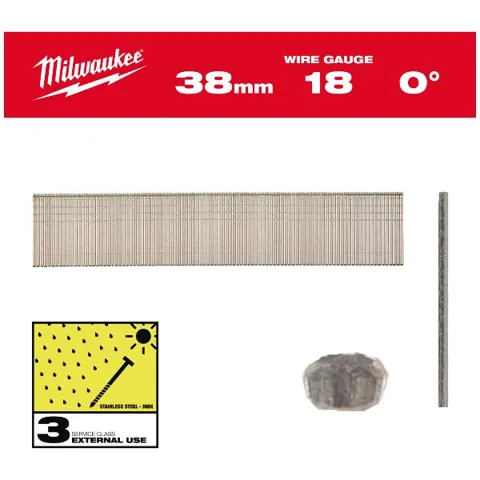 Milwaukee
38mm
WIRE GAUGE
18
0°
STAINLESS STEEL - INOX
3
SERVICE CLASS
EXTERNAL USE